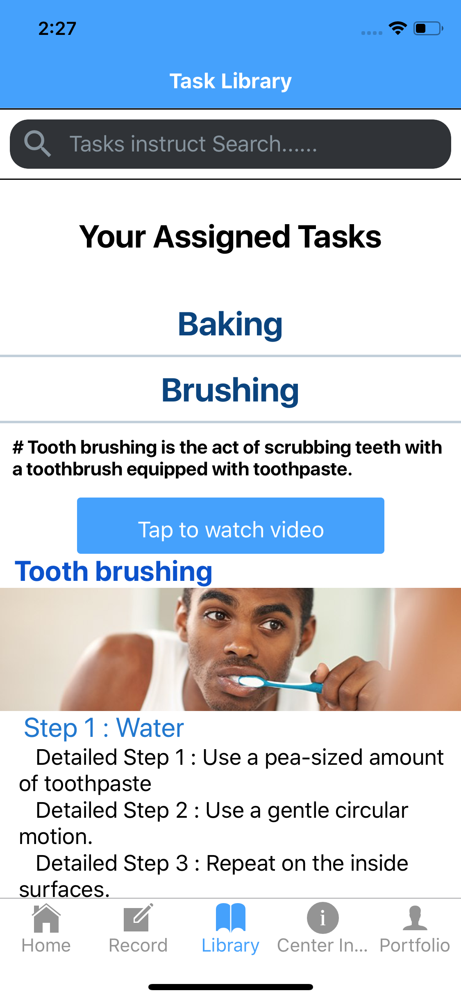 2:27
Task Library
Tasks instruct Search......
Your Assigned Tasks
Baking
Brushing
# Tooth brushing is the act of scrubbing teeth with
a toothbrush equipped with toothpaste.
Tap to watch video
Tooth brushing
Step 1 : Water
Detailed Step 1 : Use a pea-sized amount
of toothpaste
Detailed Step 2 : Use a gentle circular
motion.
Detailed Step 3 : Repeat on the inside
surfaces.
Home Record Library Center In... Portfolio